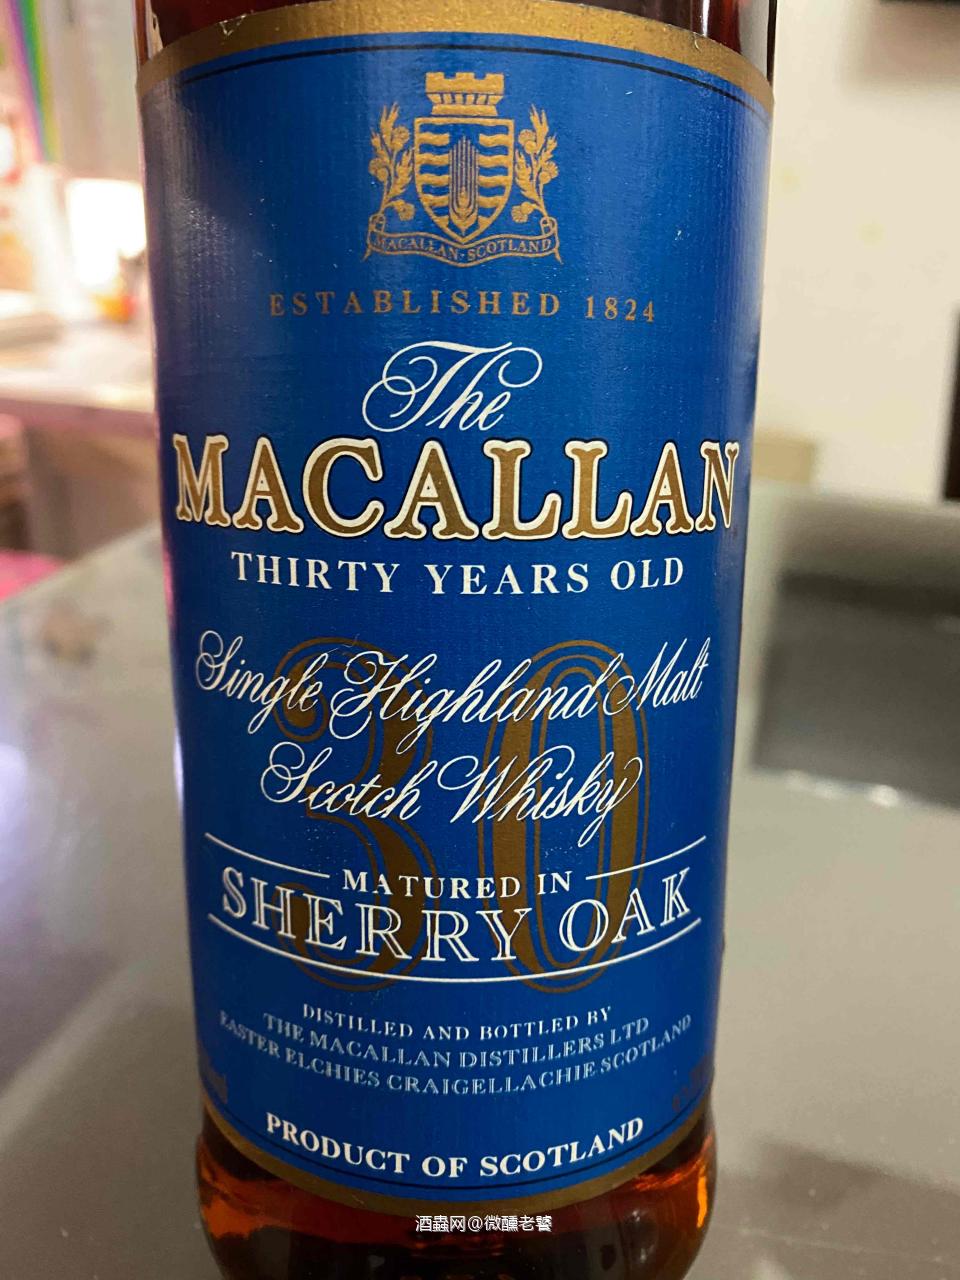 MACALLAN·SCOTLAND
ESTABLISHED 1824
The
MACALLAN
THIRTY YEARS OLD
30
Single Highland Malt
Scotch Whisky
MATURED IN
SHERRY OAK
DISTILLED AND BOTTLED BY
THE MACALLAN DISTILLERS LTD
EASTER ELCHIES CRAIGELLACHIE SCOTLAND
PRODUCT OF SCOTLAND
酒蟲网@微醺老饕